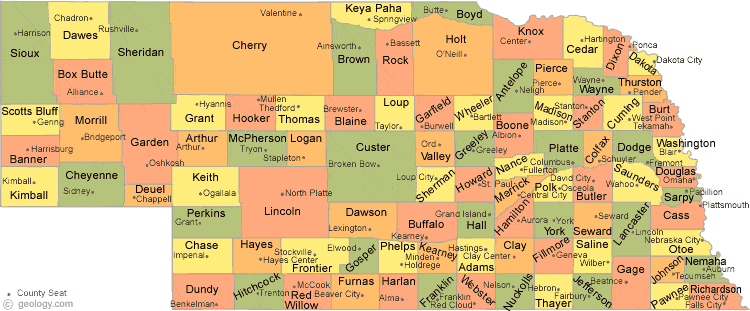 Chadron
Dawes
Rushville
Harrison
Sioux
Sheridan
Box Butte
Alliance
Valentine
Cherry
Keya Paha
Springview
Butte
Boyd
Ainsworth
Brown
Bassett
Rock
Holt
O'Neill
Knox
Center
Cedar
Hartington
Dixon
Ponca
Dakota
Dakota City
Antelope
Neligh
Pierce
Pierce
Wayne
Wayne
Thurston
Pender
Scotts Bluff
Gering
Morrill
Bridgeport
Garden
Oshkosh
Banner
Harrisburg
Kimball
Kimball
Cheyenne
Sidney
Deuel
Chappell
Hyannis
Grant
Mullen
Hooker
Thedford
Thomas
Brewster
Blaine
Loup
Taylor
Garfield
Burwell
Wheeler
Bartlett
Boone
Albion
Madison
Madison
Stanton
Stanton
Cuming
West Point
Burt
Tekamah
Arthur
Arthur
McPherson
Tryon
Logan
Stapleton
Custer
Broken Bow
Ord
Valley
Greeley
Greeley
Loup City
Sherman
Howard
St. Paul
Nance
Fullerton
Merrick
Central City
Platte
Columbus
Colfax
Schuyler
Dodge
Fremont
Washington
Blair
Douglas
Omaha
Sarpy
Papillion
Saunders
Wahoo
Butler
David City
Polk
Osceola
Keith
Ogallala
North Platte
Lincoln
Perkins
Grant
Dawson
Lexington
Buffalo
Kearney
Grand Island
Hall
Hamilton
Aurora
York
York
Seward
Seward
Lancaster
Lincoln
Cass
Plattsmouth
Otoe
Nebraska City
Chase
Imperial
Hayes
Hayes Center
Stockville
Frontier
Elwood
Gosper
Phelps
Holdrege
Kearney
Minden
Hastings
Adams
Clay
Clay Center
Fillmore
Geneva
Saline
Wilber
Gage
Beatrice
Johnson
Tecumsen
Nemaha
Auburn
Dundy
Benkelman
Hitchcock
Trenton
McCook
Red
Willow
Furnas
Beaver City
Harlan
Alma
Franklin
Franklin
Webster
Red Cloud
Nuckolls
Nelson
Thayer
Hebron
Jefferson
Fairbury
Pawnee
Pawnee City
Richardson
Falls City
County Seat
© geology.com